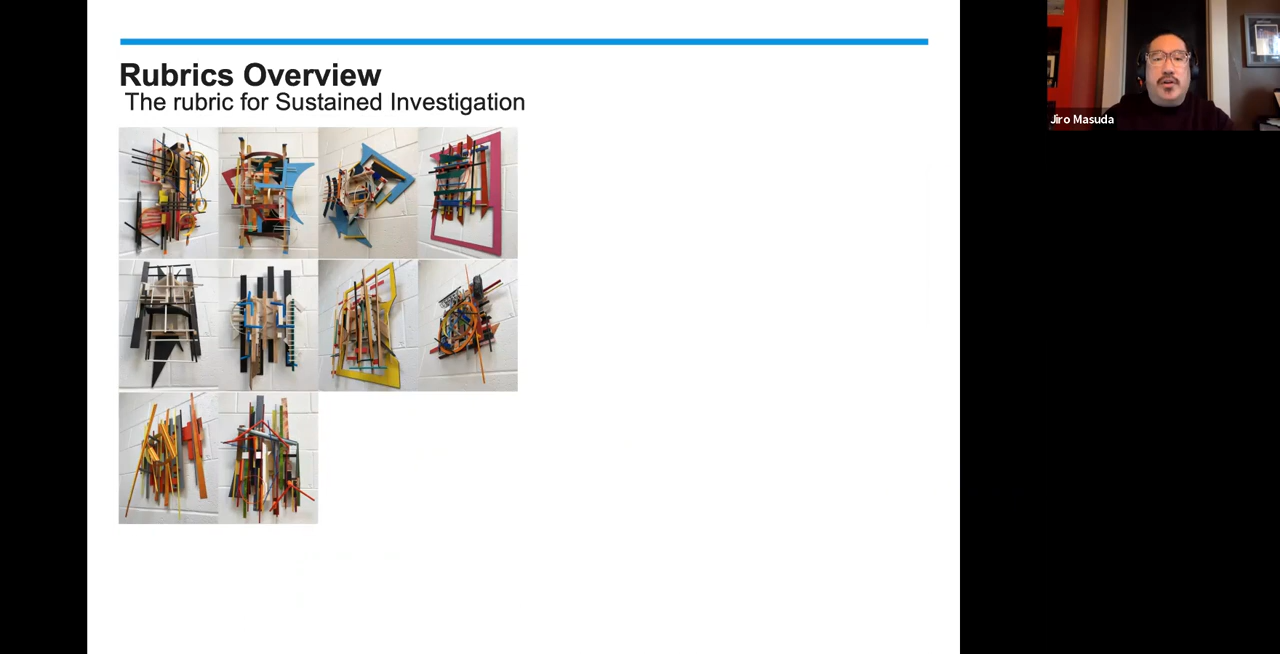 Rubrics Overview
The rubric for Sustained Investigation
Jiro Masuda